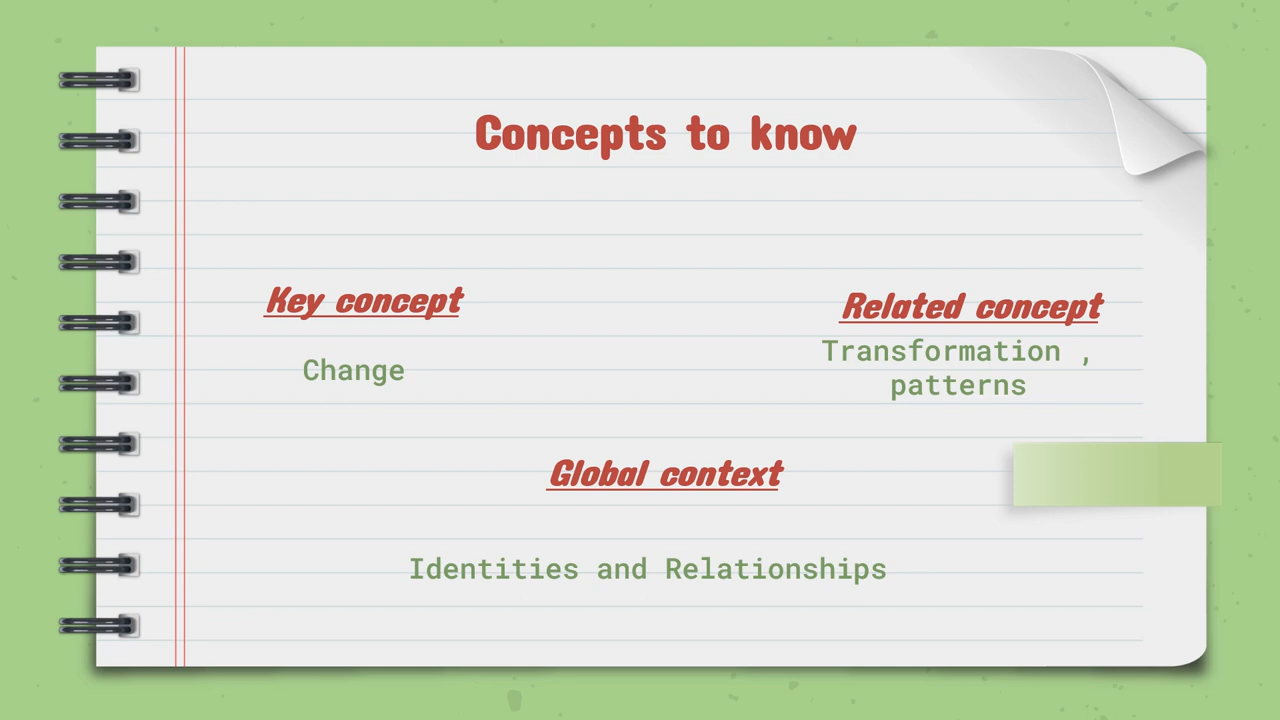 Concepts to know
Key concept
Change
Related concept
Transformation ,
patterns
Global context
Identities and Relationships